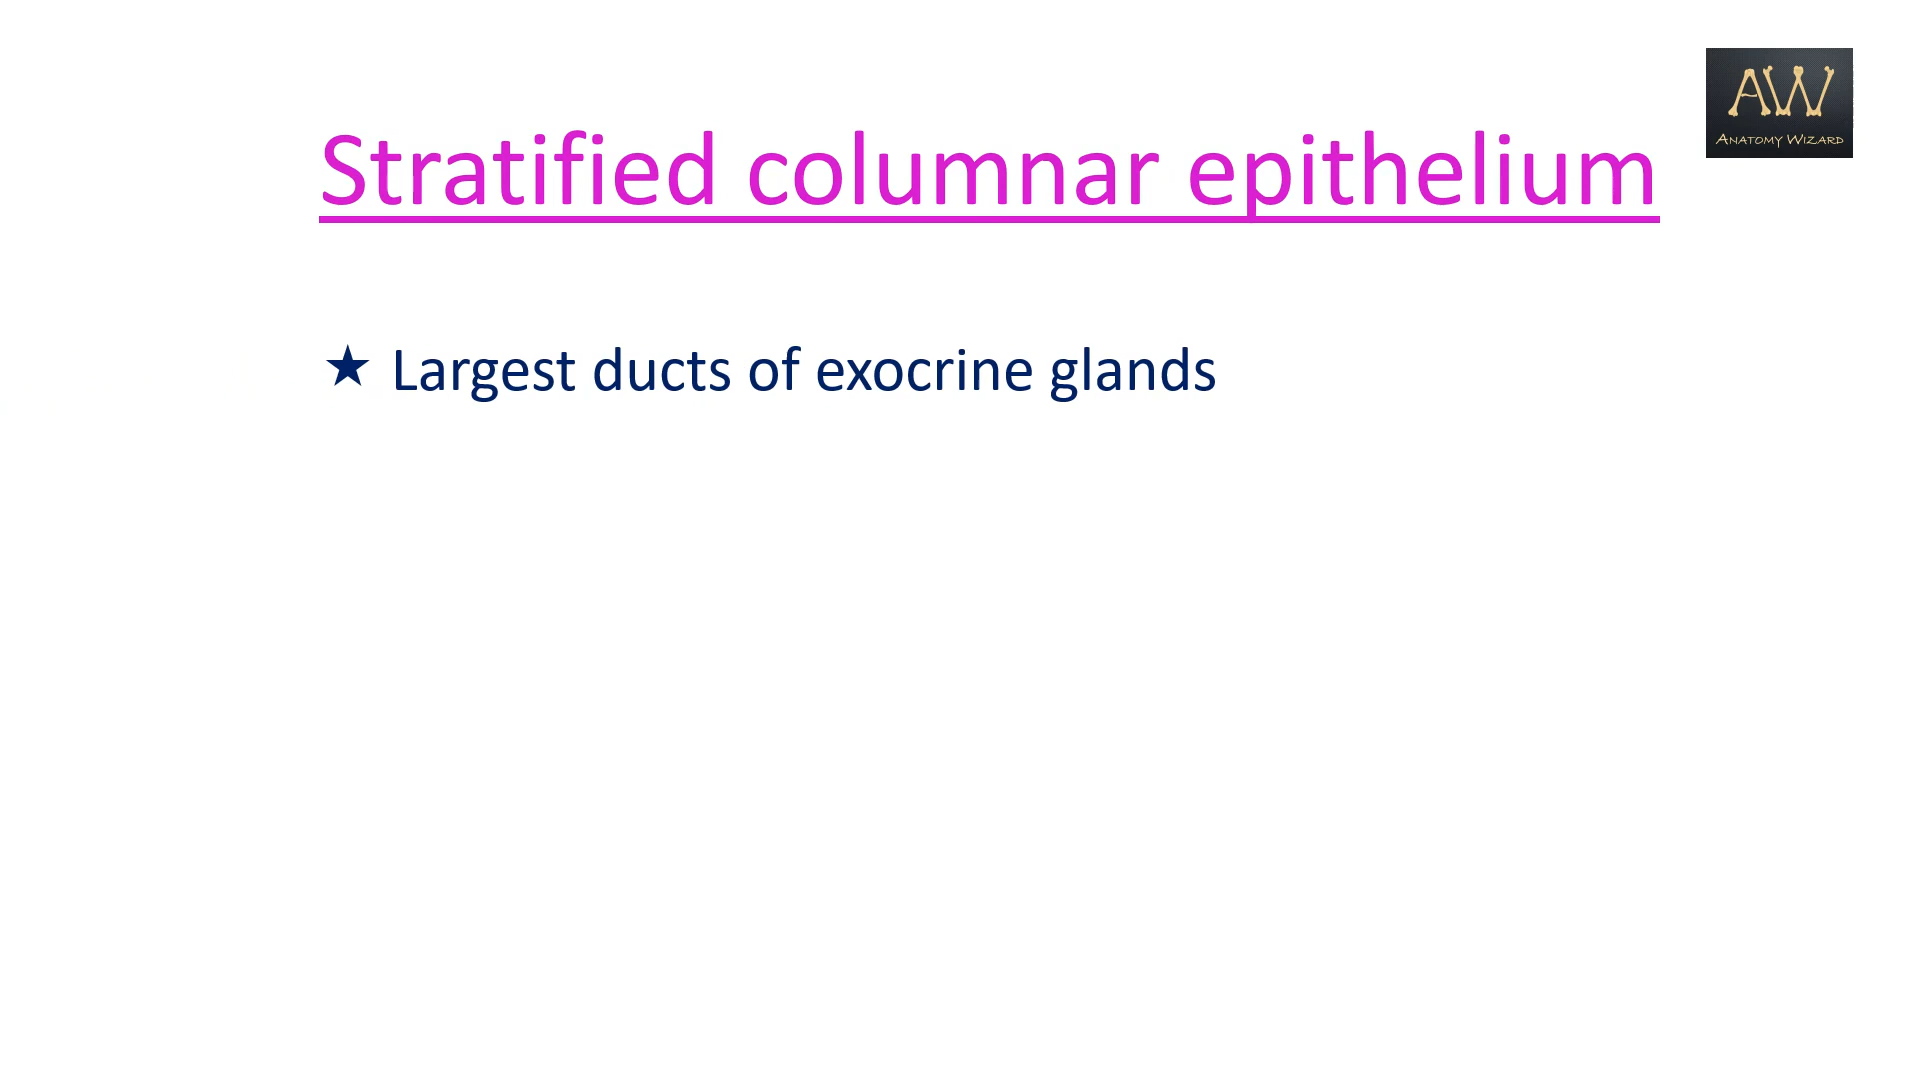 AW
ANATOMY WIZARD
Stratified columnar epithelium
★ Largest ducts of exocrine glands